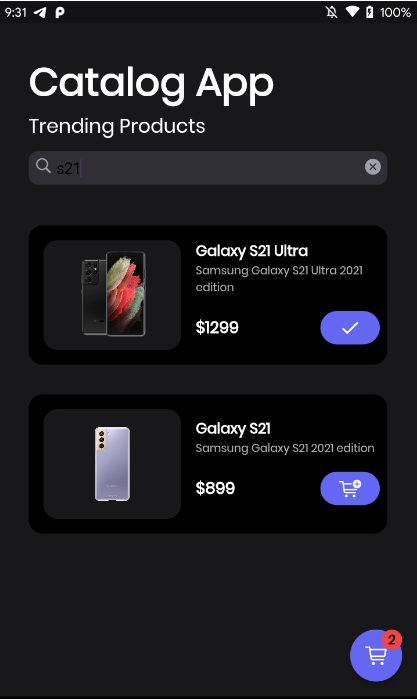 9:31
100%
Catalog App
Trending Products
s21
Galaxy S21 Ultra
Samsung Galaxy S21 Ultra 2021
edition
$1299
Galaxy S21
Samsung Galaxy S21 2021 edition
$899
2